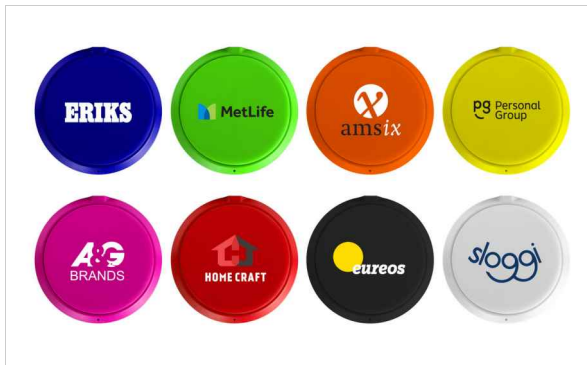 ERIKS
MetLife
amsix
pg Personal
Group
A&G
BRANDS
HOME CRAFT
eureos
sloggi